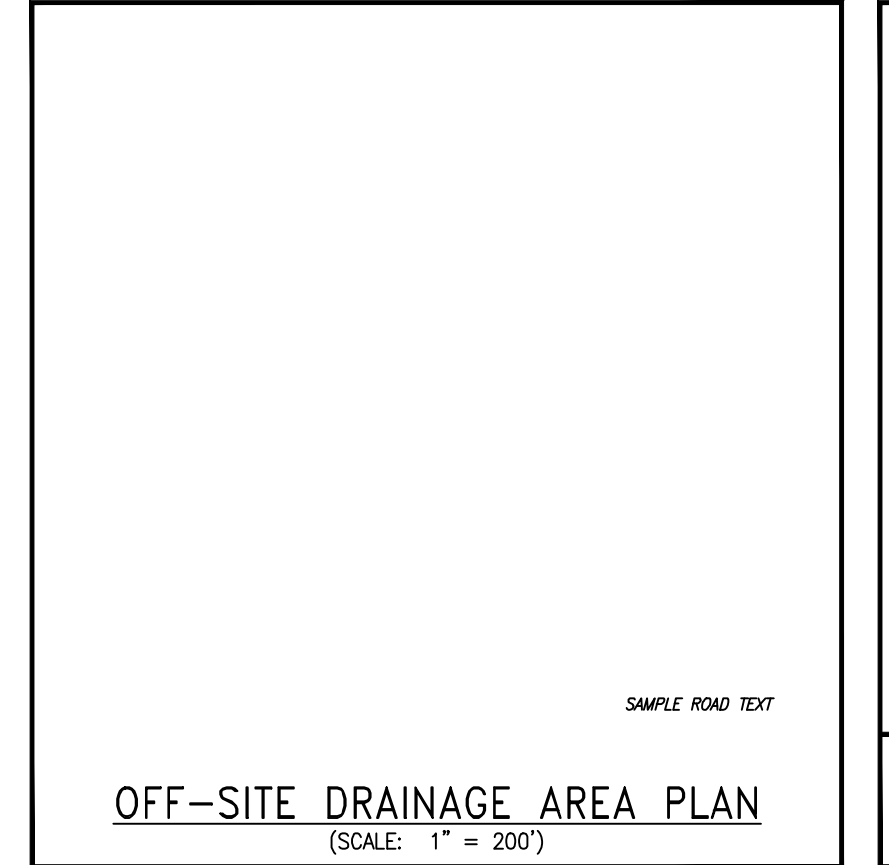 SAMPLE ROAD TEXT
OFF-SITE DRAINAGE AREA PLAN
(SCALE: 1" = 200')